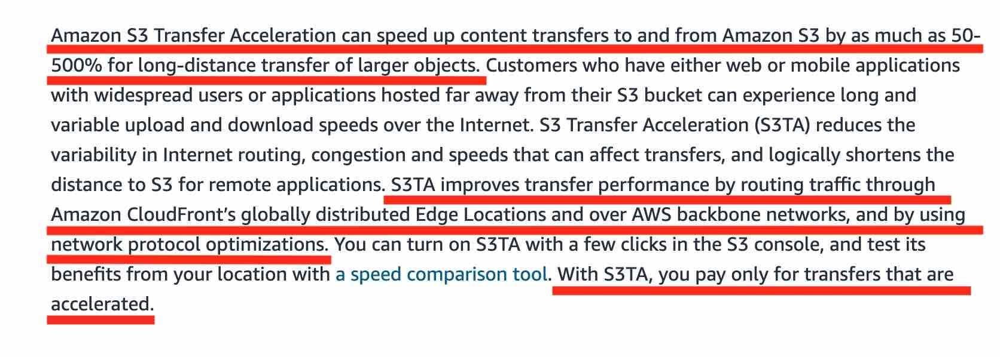 Amazon S3 Transfer Acceleration can speed up content transfers to and from Amazon S3 by as much as 50-
500% for long-distance transfer of larger objects. Customers who have either web or mobile applications
with widespread users or applications hosted far away from their S3 bucket can experience long and
variable upload and download speeds over the Internet. S3 Transfer Acceleration (S3TA) reduces the
variability in Internet routing, congestion and speeds that can affect transfers, and logically shortens the
distance to S3 for remote applications. S3TA improves transfer performance by routing traffic through
Amazon CloudFront’s globally distributed Edge Locations and over AWS backbone networks, and by using
network protocol optimizations. You can turn on S3TA with a few clicks in the S3 console, and test its
benefits from your location with a speed comparison tool. With S3TA, you pay only for transfers that are
accelerated.